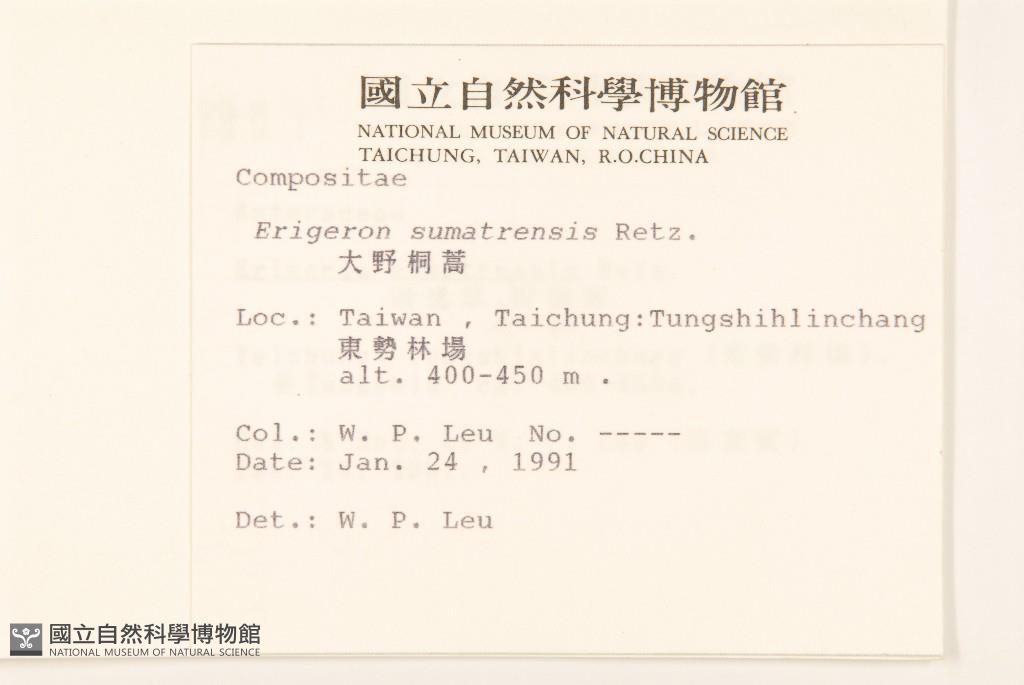 國立自然科學博物館
NATIONAL MUSEUM OF NATURAL SCIENCE
TAICHUNG, TAIWAN, R.O.CHINA
Compositae
Erigeron sumatrensis Retz.
大野桐蒿
Loc.: Taiwan , Taichung:Tungshihlinchang
東勢林場
alt. 400-450 m .
Col.: W. P. Leu No. -----
Date: Jan. 24 , 1991
Det.: W. P. Leu
國立自然科學博物館
NATIONAL MUSEUM OF NATURAL SCIENCE